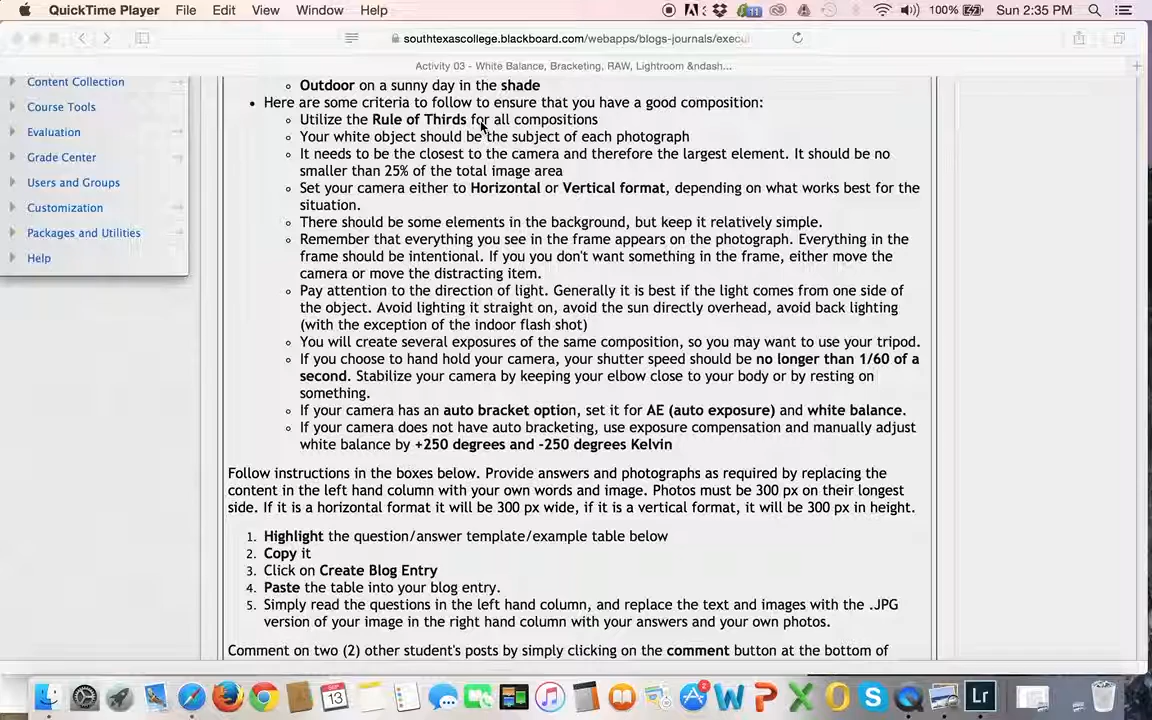 QuickTime Player File Edit View Window Help 100% Sun 2:35 PM
southtexascollege.blackboard.com/webapps/blogs-journals/execu
Activity 03 - White Balance, Bracketing, RAW, Lightroom &ndash...
Content Collection
Course Tools
Evaluation
Grade Center
Users and Groups
Customization
Packages and Utilities
Help
Outdoor on a sunny day in the shade
Here are some criteria to follow to ensure that you have a good composition:
Utilize the Rule of Thirds for all compositions
Your white object should be the subject of each photograph
It needs to be the closest to the camera and therefore the largest element. It should be no
smaller than 25% of the total image area
Set your camera either to Horizontal or Vertical format, depending on what works best for the
situation.
There should be some elements in the background, but keep it relatively simple.
Remember that everything you see in the frame appears on the photograph. Everything in the
frame should be intentional. If you you don't want something in the frame, either move the
camera or move the distracting item.
Pay attention to the direction of light. Generally it is best if the light comes from one side of
the object. Avoid lighting it straight on, avoid the sun directly overhead, avoid back lighting
(with the exception of the indoor flash shot)
You will create several exposures of the same composition, so you may want to use your tripod.
If you choose to hand hold your camera, your shutter speed should be no longer than 1/60 of a
second. Stabilize your camera by keeping your elbow close to your body or by resting on
something.
If your camera has an auto bracket option, set it for AE (auto exposure) and white balance.
If your camera does not have auto bracketing, use exposure compensation and manually adjust
white balance by +250 degrees and -250 degrees Kelvin
Follow instructions in the boxes below. Provide answers and photographs as required by replacing the
content in the left hand column with your own words and image. Photos must be 300 px on their longest
side. If it is a horizontal format it will be 300 px wide, if it is a vertical format, it will be 300 px in height.
1. Highlight the question/answer template/example table below
2. Copy it
3. Click on Create Blog Entry
4. Paste the table into your blog entry.
5. Simply read the questions in the left hand column, and replace the text and images with the .JPG
version of your image in the right hand column with your answers and your own photos.
Comment on two (2) other student's posts by simply clicking on the comment button at the bottom of
13
2
Lr